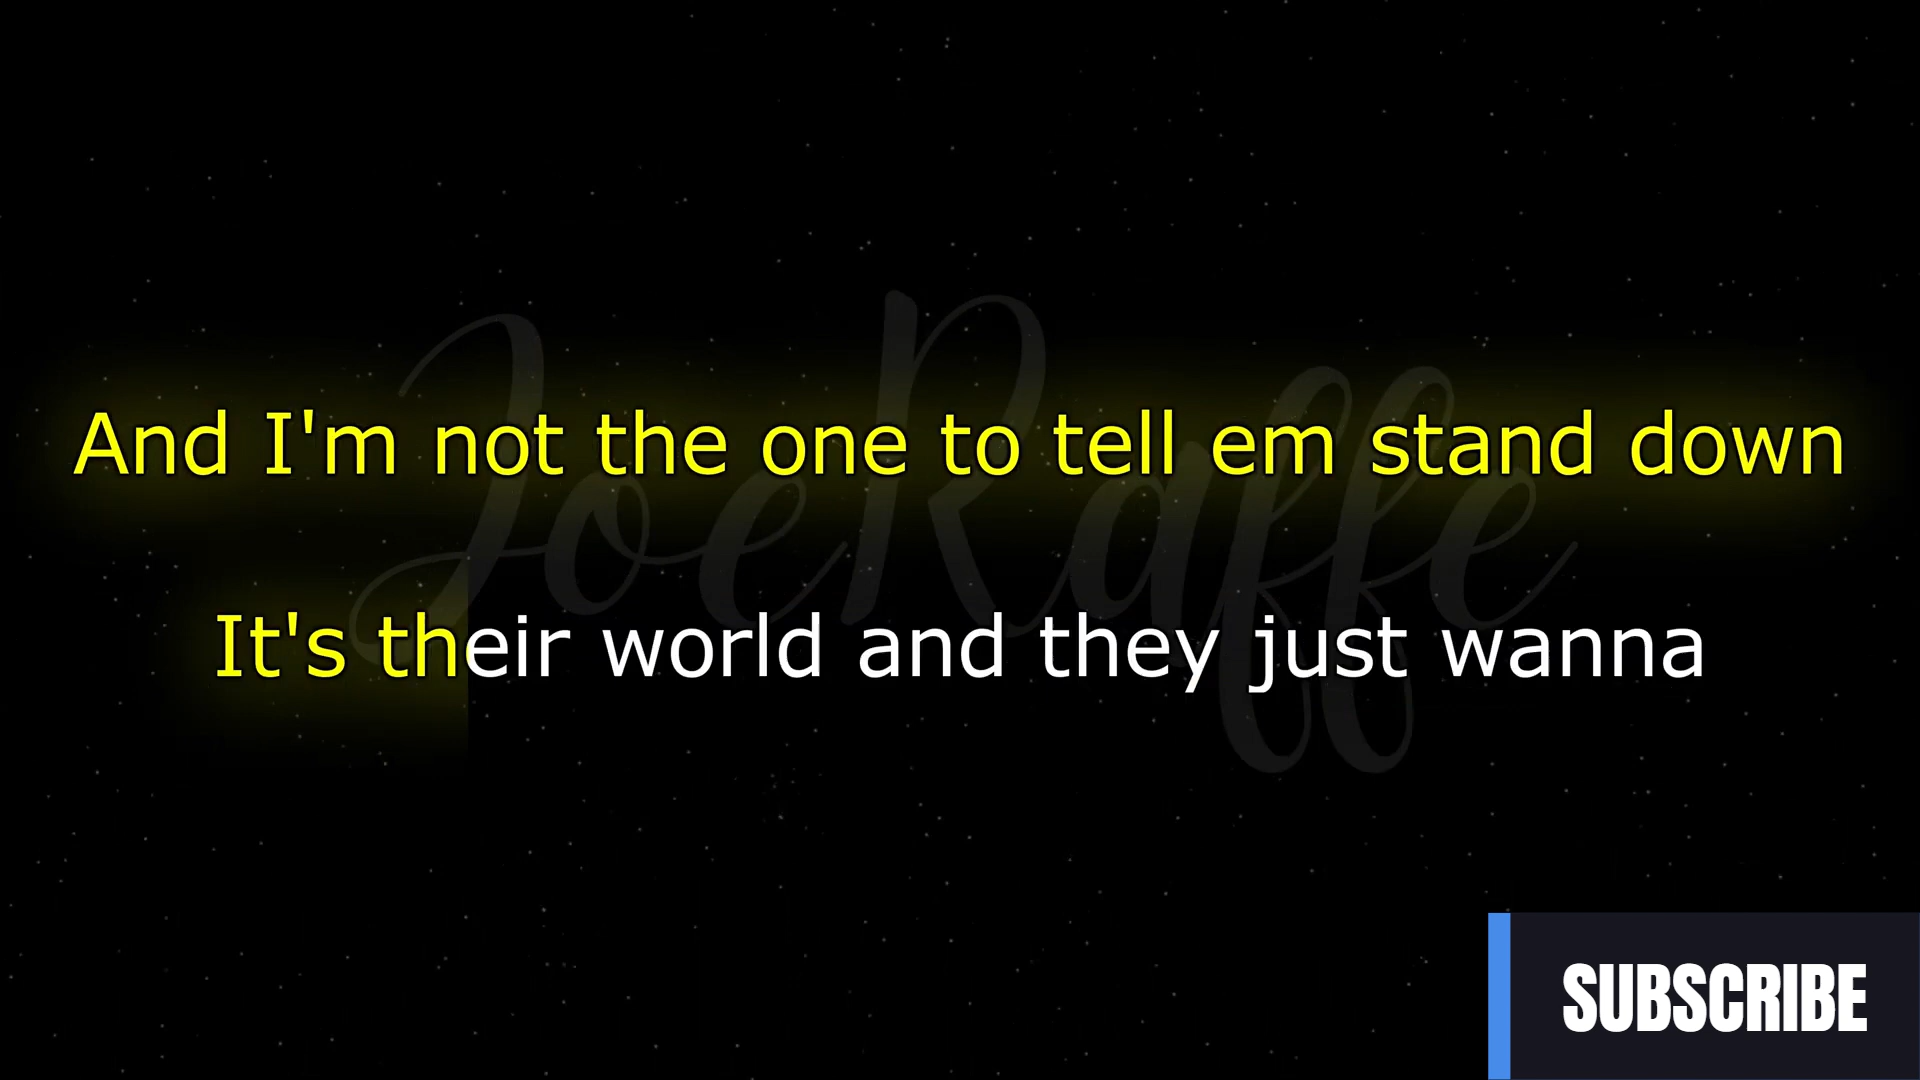 And I'm not the one to tell em stand down
It's their world and they just wanna
JoeRaffe
SUBSCRIBE